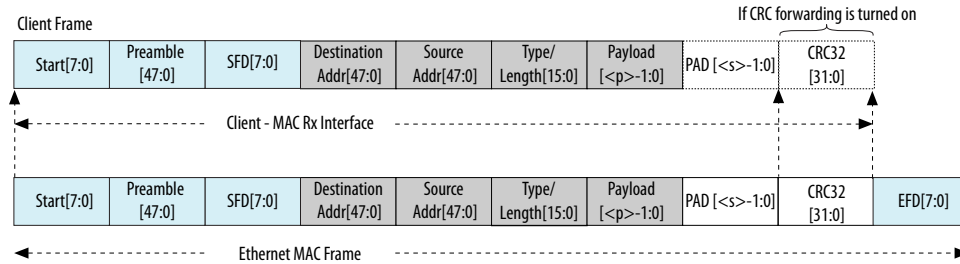 If CRC forwarding is turned on
Client Frame
Start[7:0]
Preamble
[47:0]
SFD[7:0]
Destination
Addr[47:0]
Source
Addr[47:0]
Type/
Length[15:0]
Payload
[<p>-1:0]
PAD [<s>-1:0]
CRC32
[31:0]
Client - MAC Rx Interface
Start[7:0]
Preamble
[47:0]
SFD[7:0]
Destination
Addr[47:0]
Source
Addr[47:0]
Type/
Length[15:0]
Payload
[<p>-1:0]
PAD [<s>-1:0]
CRC32
[31:0]
EFD[7:0]
Ethernet MAC Frame